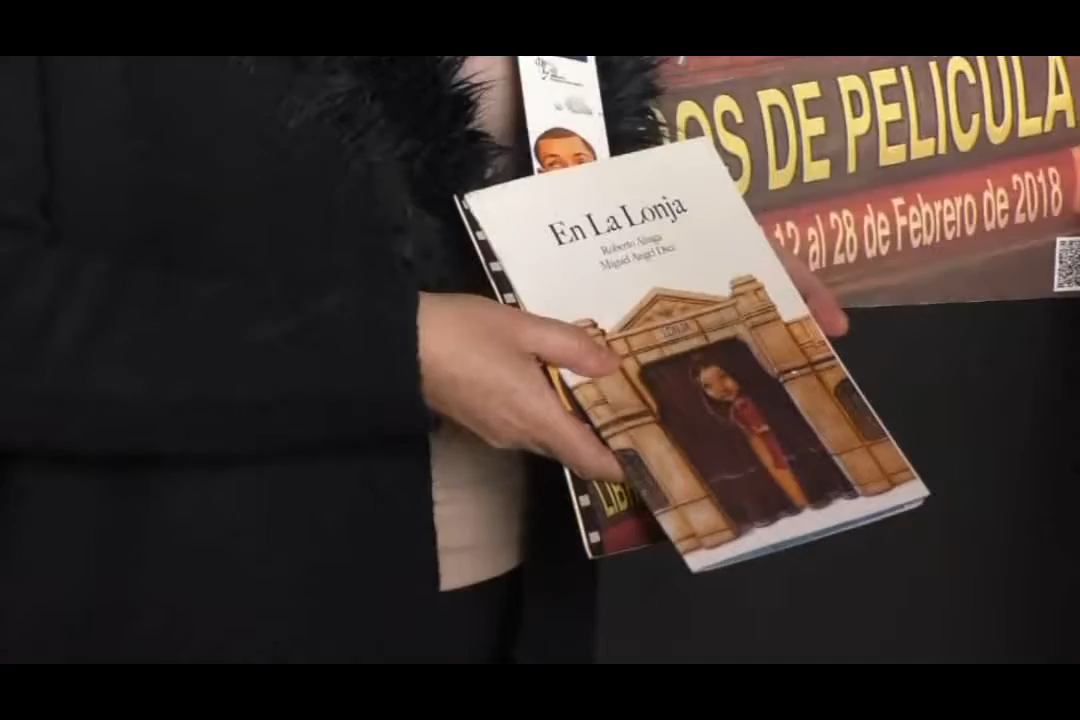 OS DE PELICULA
12 al 28 de Febrero de 2018
En La Lonja
Roberto Aliaga
Miguel Ángel Díez
LONJA
LIB